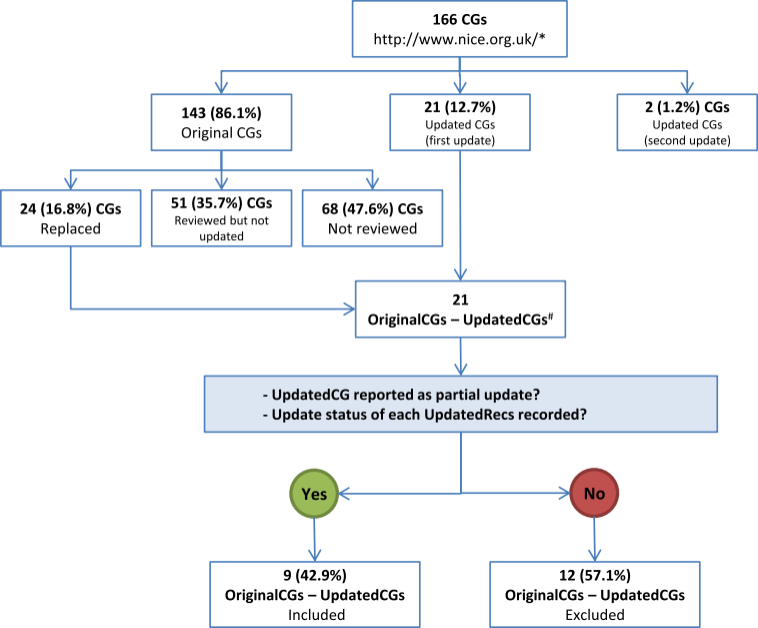 166 CGs
http://www.nice.org.uk/*
143 (86.1%)
Original CGs
21 (12.7%)
Updated CGs
(first update)
2 (1.2%) CGs
Updated CGs
(second update)
24 (16.8%) CGs
Replaced
51 (35.7%) CGs
Reviewed but not
updated
68 (47.6%) CGs
Not reviewed
21
OriginalCGs – UpdatedCGs#
- UpdatedCG reported as partial update?
- Update status of each UpdatedRecs recorded?
Yes
No
9 (42.9%)
OriginalCGs – UpdatedCGs
Included
12 (57.1%)
OriginalCGs – UpdatedCGs
Excluded